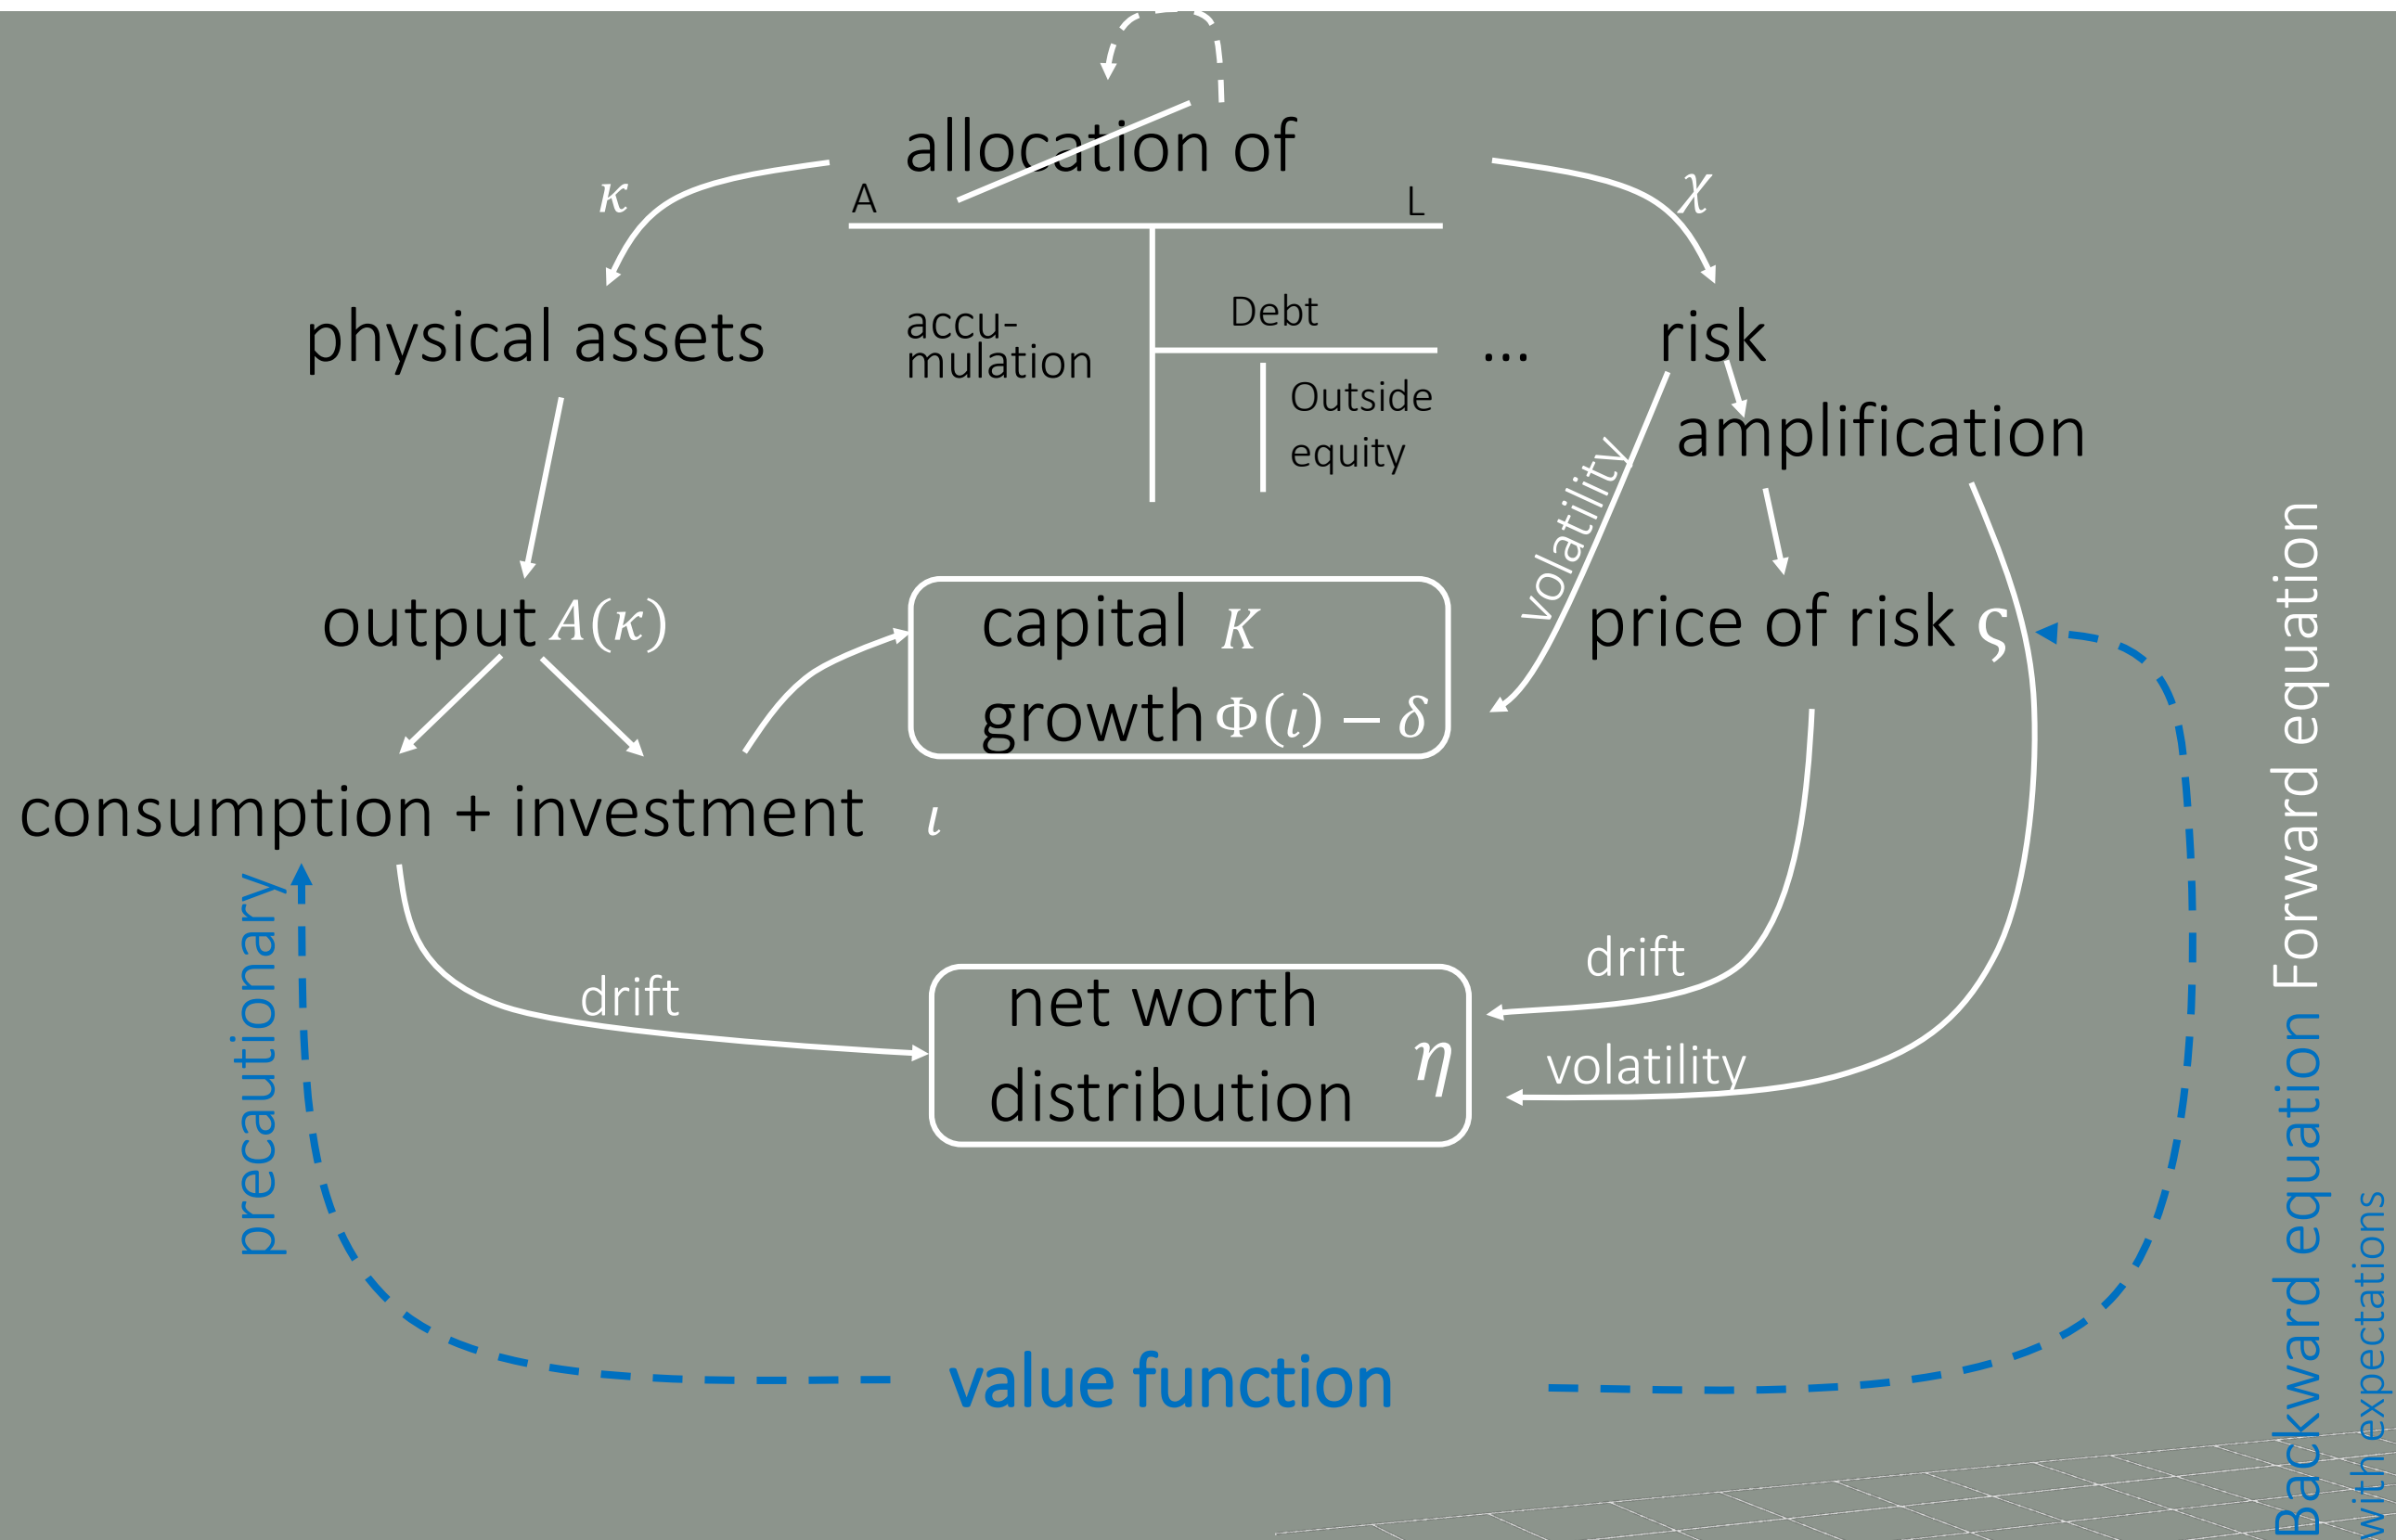 allocation of
κ
χ
A
L
physical assets
accu-
mulation
Debt
...
risk
Outside
equity
amplification
volatility
output A(κ)
capital K
growth Φ(ι) − δ
price of risk ς
consumption + investment ι
precautionary
drift
drift
net worth
distribution
η
volatility
value function
Forward equation
Backward equation
with expectations